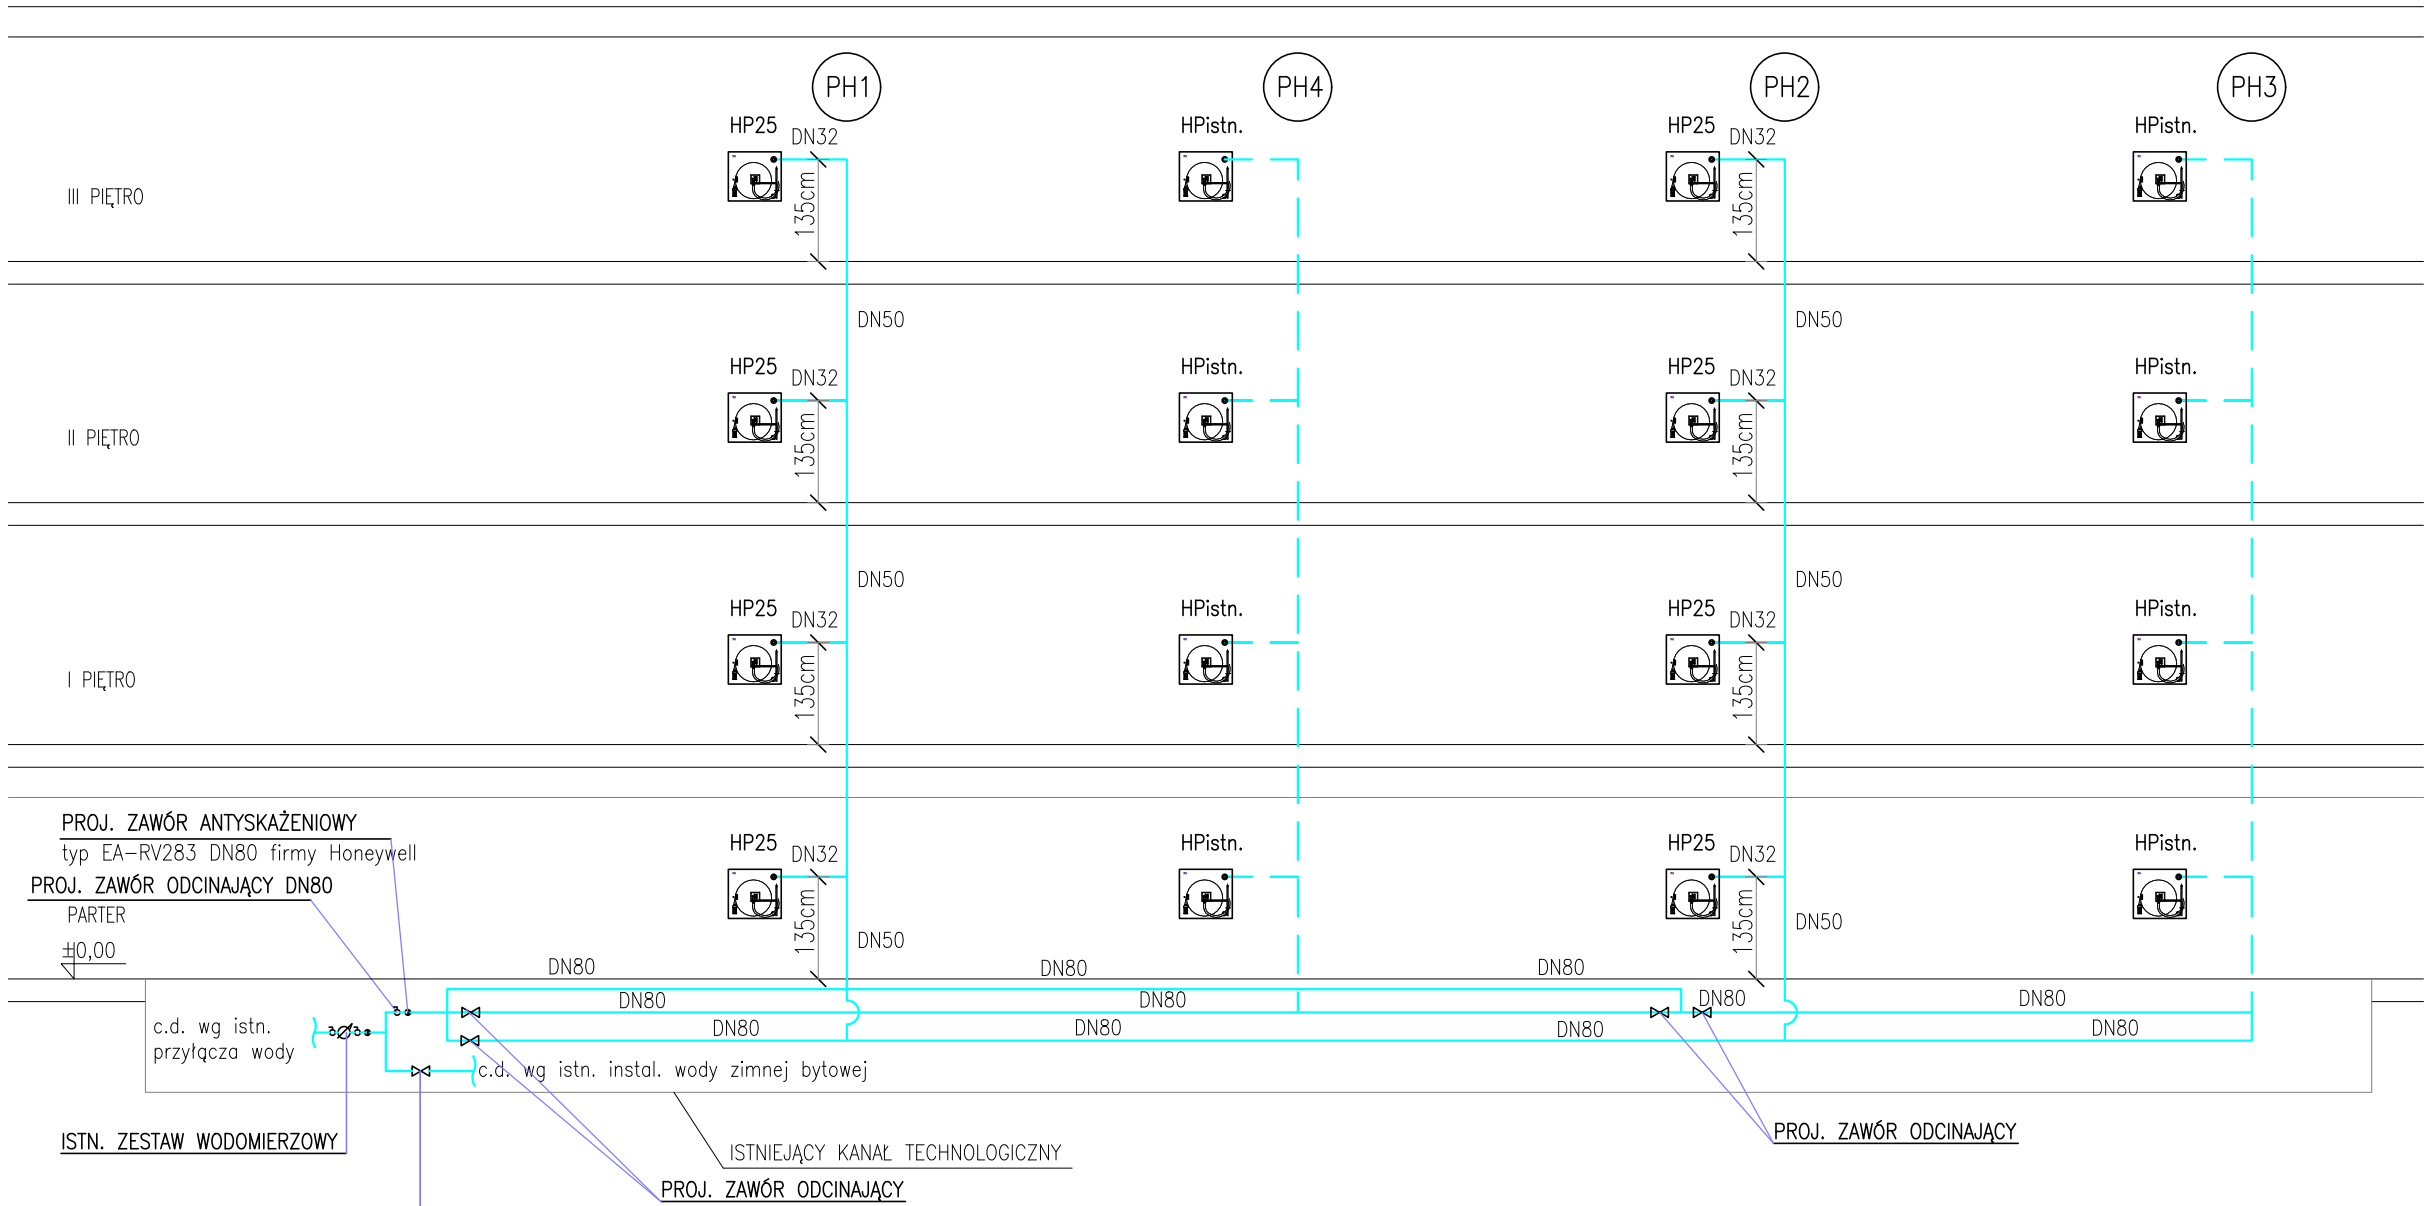 PH1
PH4
PH2
PH3
HP25
DN32
HPistn.
HP25
DN32
HPistn.
III PIĘTRO
135cm
135cm
DN50
DN50
HP25
DN32
HPistn.
HP25
DN32
HPistn.
II PIĘTRO
135cm
135cm
DN50
DN50
HP25
DN32
HPistn.
HP25
DN32
HPistn.
I PIĘTRO
135cm
135cm
PROJ. ZAWÓR ANTYSKAŻENIOWY
typ EA-RV283 DN80 firmy Honeywell
PROJ. ZAWÓR ODCINAJĄCY DN80
HP25
DN32
HPistn.
HP25
DN32
HPistn.
PARTER
±0,00
135cm
135cm
DN50
DN50
DN80
DN80
DN80
DN80
DN80
DN80
DN80
DN80
DN80
DN80
DN80
c.d. wg istn.
przyłącza wody
c.d. wg istn. instal. wody zimnej bytowej
ISTN. ZESTAW WODOMIERZOWY
ISTNIEJĄCY KANAŁ TECHNOLOGICZNY
PROJ. ZAWÓR ODCINAJĄCY
PROJ. ZAWÓR ODCINAJĄCY